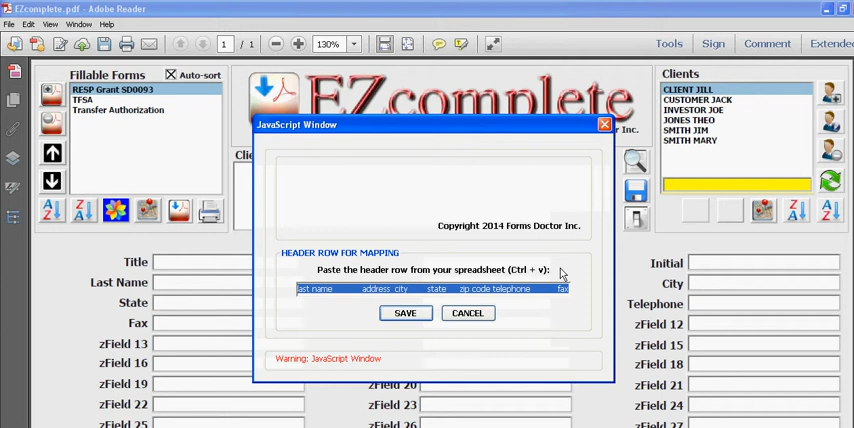 EZcomplete.pdf - Adobe Reader
File Edit View Window Help
1 / 1 130% Tools Sign Comment Extended
Fillable Forms Auto-sort
RESP Grant SD0093
TFSA
Transfer Authorization
EZcomplete
Clients
CLIENT JILL
CUSTOMER JACK
INVESTOR JOE
JONES THEO
SMITH JIM
SMITH MARY
JavaScript Window
Copyright 2014 Forms Doctor Inc.
HEADER ROW FOR MAPPING
Paste the header row from your spreadsheet (Ctrl + v):
last name address city state zip code telephone fax
SAVE CANCEL
Warning: JavaScript Window
Title Initial
Last Name City
State Telephone
Fax zField 12
zField 13 zField 15
zField 16 zField 18
zField 19 zField 20 zField 21
zField 22 zField 23 zField 24
zField 25 zField 26 zField 27